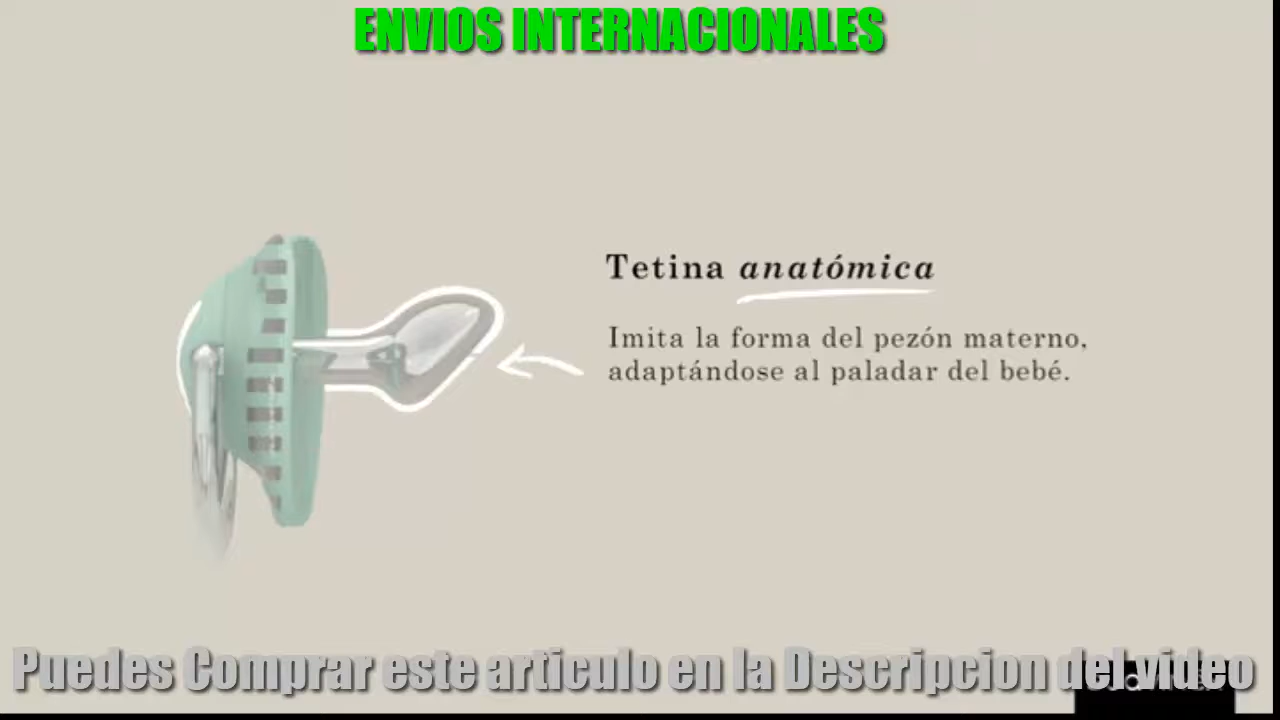 ENVIOS INTERNACIONALES
Tetina anatómica
Imita la forma del pezón materno,
adaptándose al paladar del bebé.
Puedes Comprar este articulo en la Descripcion del video